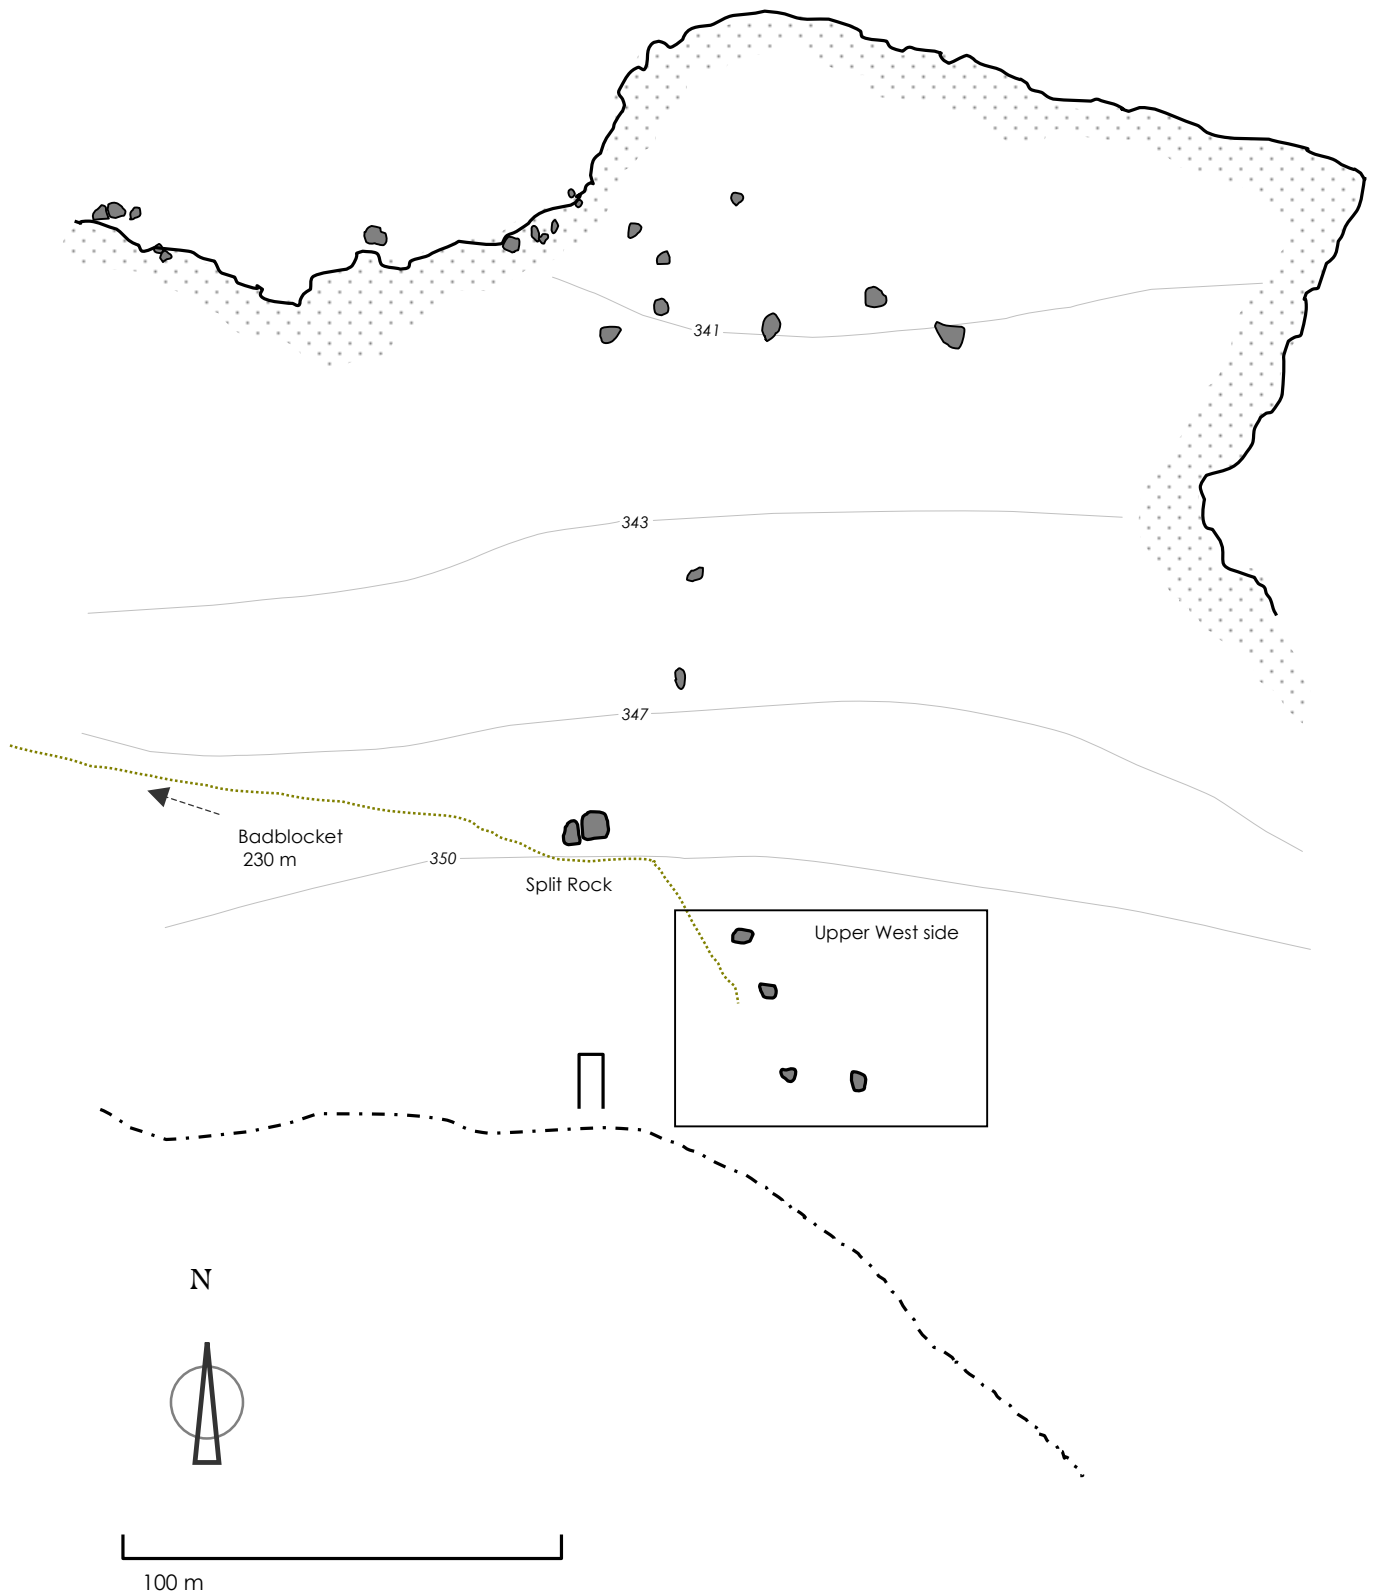 341
343
347
Badblocket
230 m
350
Split Rock
Upper West side
N
100 m